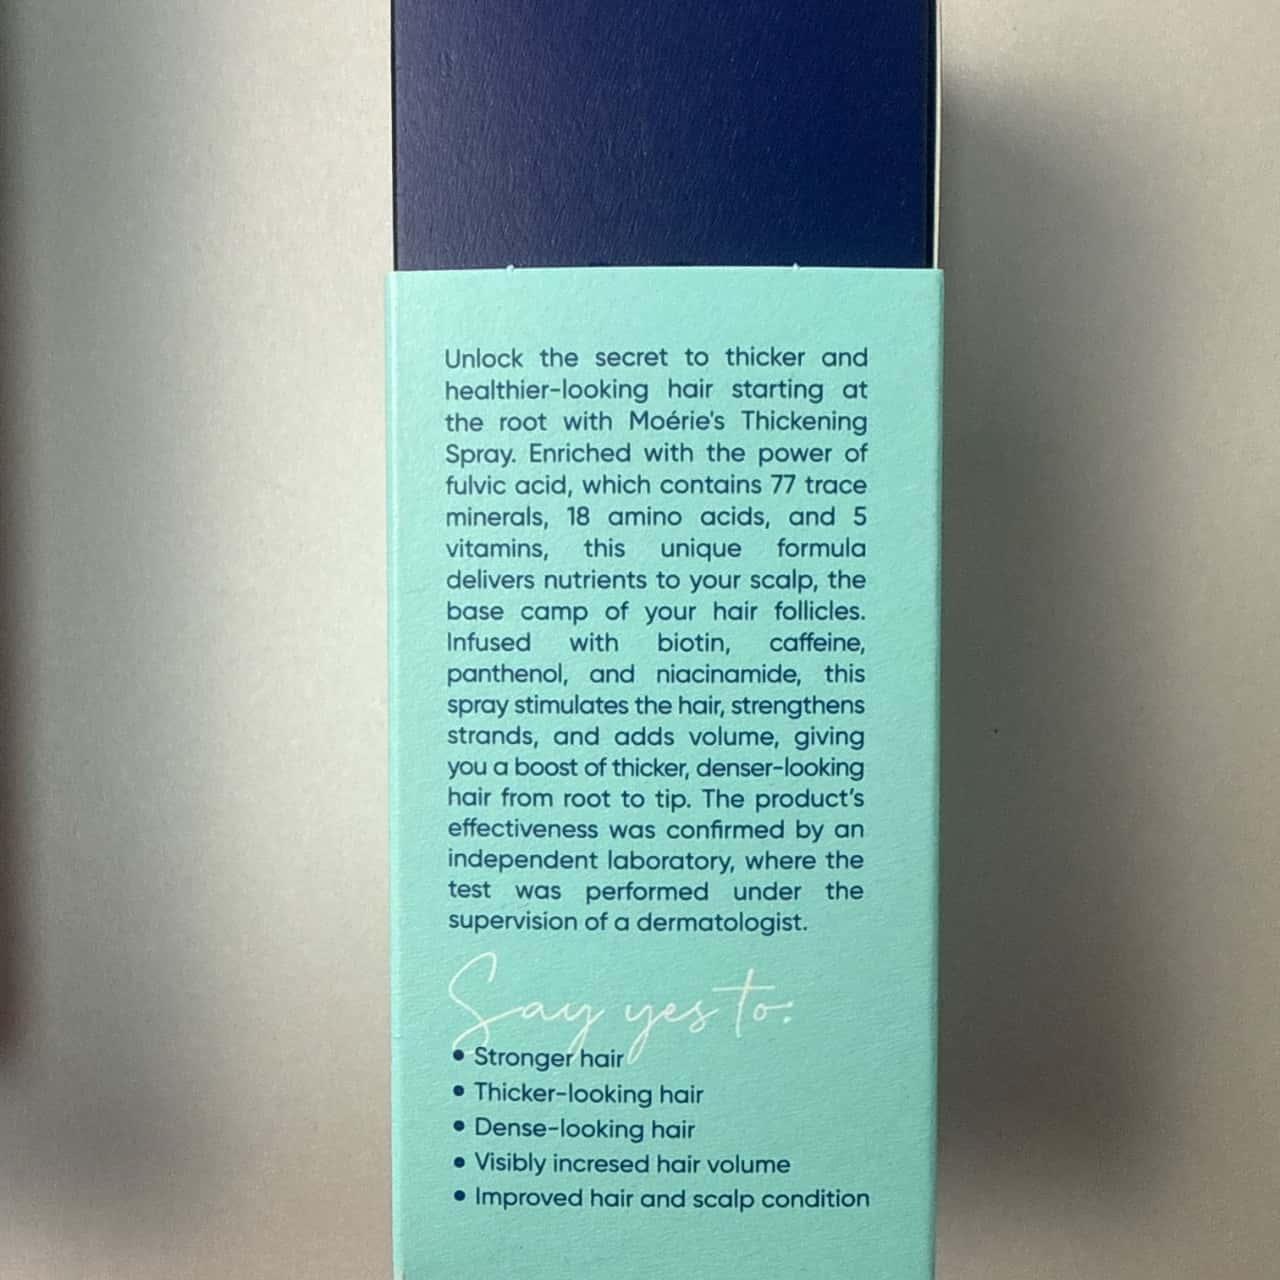 Unlock the secret to thicker and
healthier-looking hair starting at
the root with Moérie's Thickening
Spray. Enriched with the power of
fulvic acid, which contains 77 trace
minerals, 18 amino acids, and 5
vitamins, this unique formula
delivers nutrients to your scalp, the
base camp of your hair follicles.
Infused with biotin, caffeine,
panthenol, and niacinamide, this
spray stimulates the hair, strengthens
strands, and adds volume, giving
you a boost of thicker, denser-looking
hair from root to tip. The product's
effectiveness was confirmed by an
independent laboratory, where the
test was performed under the
supervision of a dermatologist.
Say yes to:
• Stronger hair
• Thicker-looking hair
• Dense-looking hair
• Visibly incresed hair volume
• Improved hair and scalp condition